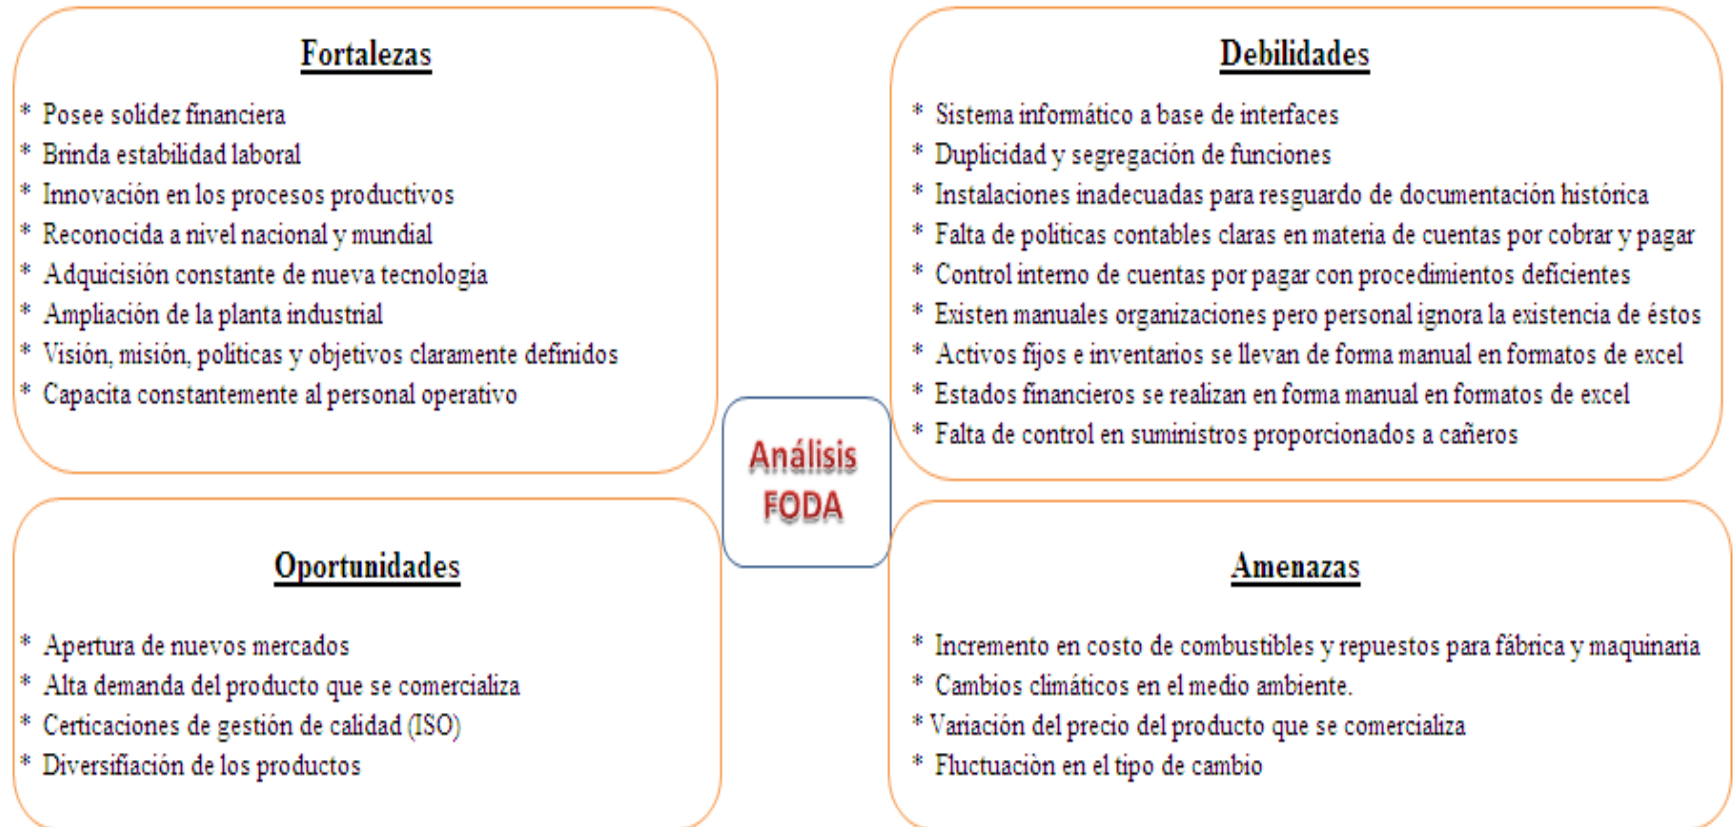 Fortalezas
* Posee solidez financiera
* Brinda estabilidad laboral
* Innovación en los procesos productivos
* Reconocida a nivel nacional y mundial
* Adquicisión constante de nueva tecnología
* Ampliación de la planta industrial
* Visión, misión, políticas y objetivos claramente definidos
* Capacita constantemente al personal operativo
Debilidades
* Sistema informático a base de interfaces
* Duplicidad y segregación de funciones
* Instalaciones inadecuadas para resguardo de documentación histórica
* Falta de políticas contables claras en materia de cuentas por cobrar y pagar
* Control interno de cuentas por pagar con procedimientos deficientes
* Existen manuales organizaciones pero personal ignora la existencia de éstos
* Activos fijos e inventarios se llevan de forma manual en formatos de excel
* Estados financieros se realizan en forma manual en formatos de excel
* Falta de control en suministros proporcionados a cañeros
Análisis
FODA
Oportunidades
* Apertura de nuevos mercados
* Alta demanda del producto que se comercializa
* Certicaciones de gestión de calidad (ISO)
* Diversifiación de los productos
Amenazas
* Incremento en costo de combustibles y repuestos para fábrica y maquinaria
* Cambios climáticos en el medio ambiente.
* Variación del precio del producto que se comercializa
* Fluctuaciòn en el tipo de cambio